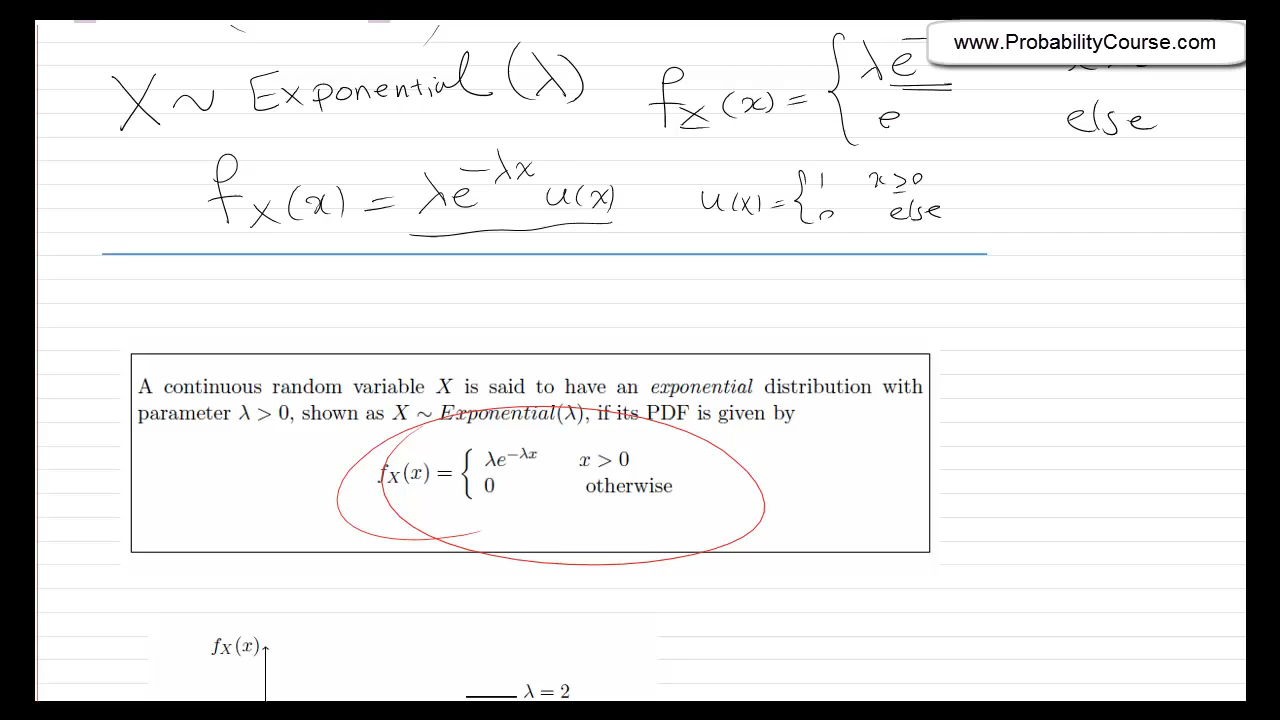 www.ProbabilityCourse.com
X ~ Exponential (λ) f_X (x) = { λe^-
e else
f_X (x) = λe^{-λx} u(x) u(x) = { 1 x ≥ 0
0 else
A continuous random variable X is said to have an exponential distribution with
parameter λ > 0, shown as X ∼ Exponential(λ), if its PDF is given by
f_X(x) = { λe^{-λx} x > 0
0 otherwise
f_X(x)
λ = 2